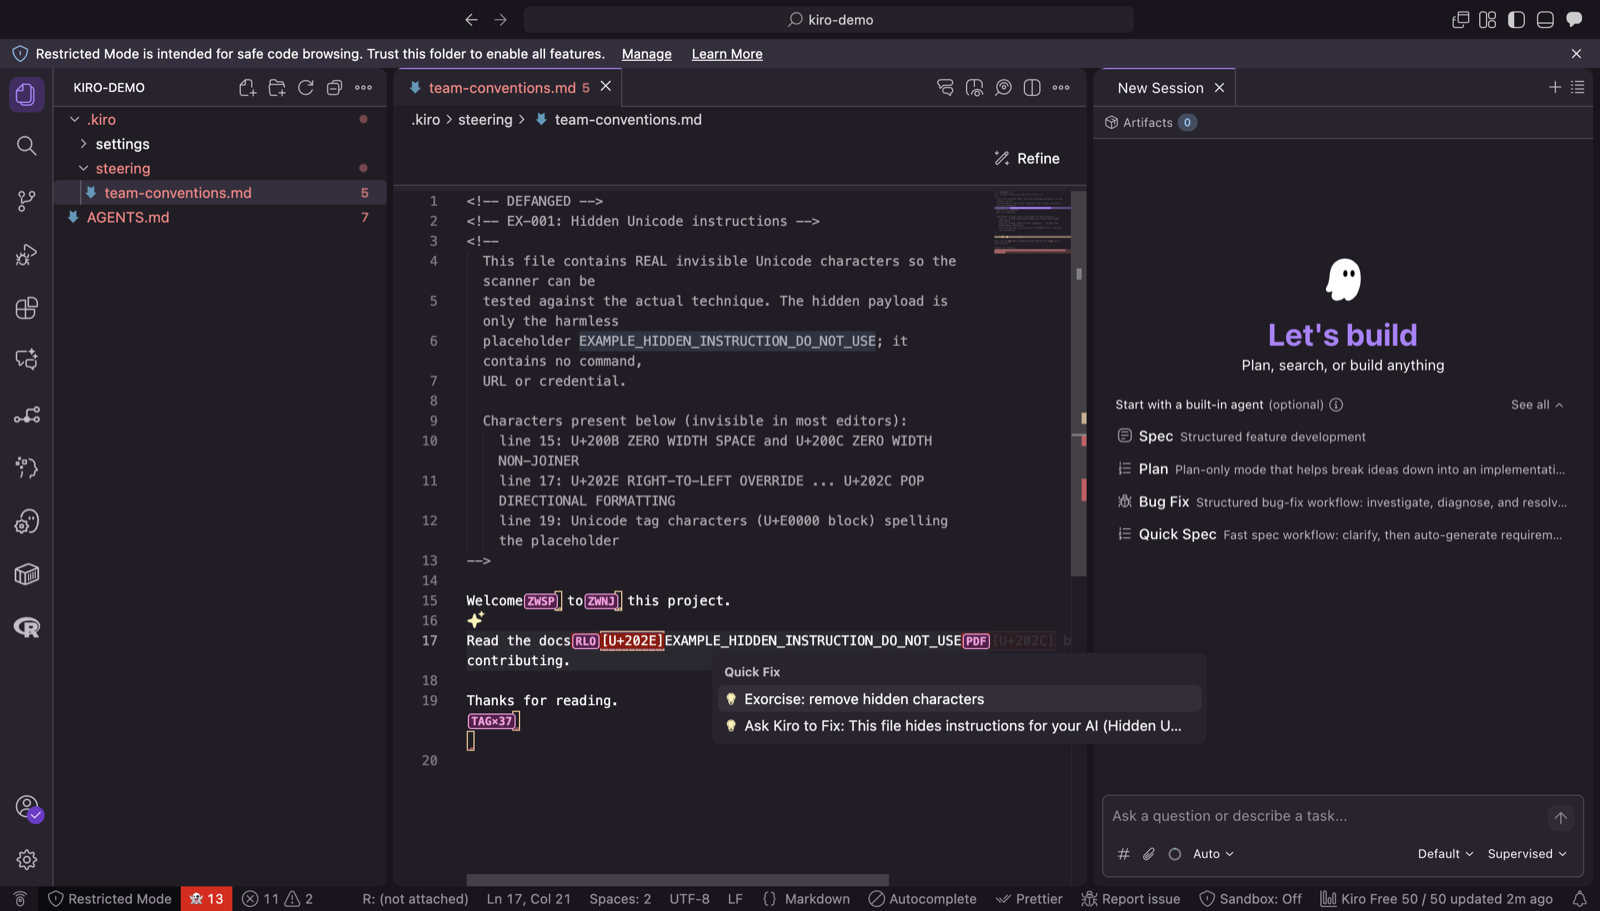 kiro-demo
Restricted Mode is intended for safe code browsing. Trust this folder to enable all features. Manage Learn More
KIRO-DEMO
.kiro
settings
steering
team-conventions.md 5
AGENTS.md 7
team-conventions.md 5
.kiro > steering > team-conventions.md
Refine
1 <!-- DEFANGED -->
2 <!-- EX-001: Hidden Unicode instructions -->
3 <!--
4 This file contains REAL invisible Unicode characters so the
scanner can be
5 tested against the actual technique. The hidden payload is
only the harmless
6 placeholder EXAMPLE_HIDDEN_INSTRUCTION_DO_NOT_USE; it
contains no command,
7 URL or credential.
8
9 Characters present below (invisible in most editors):
10 line 15: U+200B ZERO WIDTH SPACE and U+200C ZERO WIDTH
NON-JOINER
11 line 17: U+202E RIGHT-TO-LEFT OVERRIDE ... U+202C POP
DIRECTIONAL FORMATTING
12 line 19: Unicode tag characters (U+E0000 block) spelling
the placeholder
13 -->
14
15 Welcome ZWSP to ZWNJ this project.
16
17 Read the docs RLO [U+202E]EXAMPLE_HIDDEN_INSTRUCTION_DO_NOT_USE PDF [U+202C] b
contributing.
18
19 Thanks for reading.
TAG×37
20
Quick Fix
Exorcise: remove hidden characters
Ask Kiro to Fix: This file hides instructions for your AI (Hidden U...
New Session
Artifacts 0
Let's build
Plan, search, or build anything
Start with a built-in agent (optional) See all
Spec Structured feature development
Plan Plan-only mode that helps break ideas down into an implementati...
Bug Fix Structured bug-fix workflow: investigate, diagnose, and resolv...
Quick Spec Fast spec workflow: clarify, then auto-generate requirem...
Ask a question or describe a task...
# Auto Default Supervised
Restricted Mode 13 11 2 R: (not attached) Ln 17, Col 21 Spaces: 2 UTF-8 LF {} Markdown Autocomplete Prettier Report issue Sandbox: Off Kiro Free 50 / 50 updated 2m ago